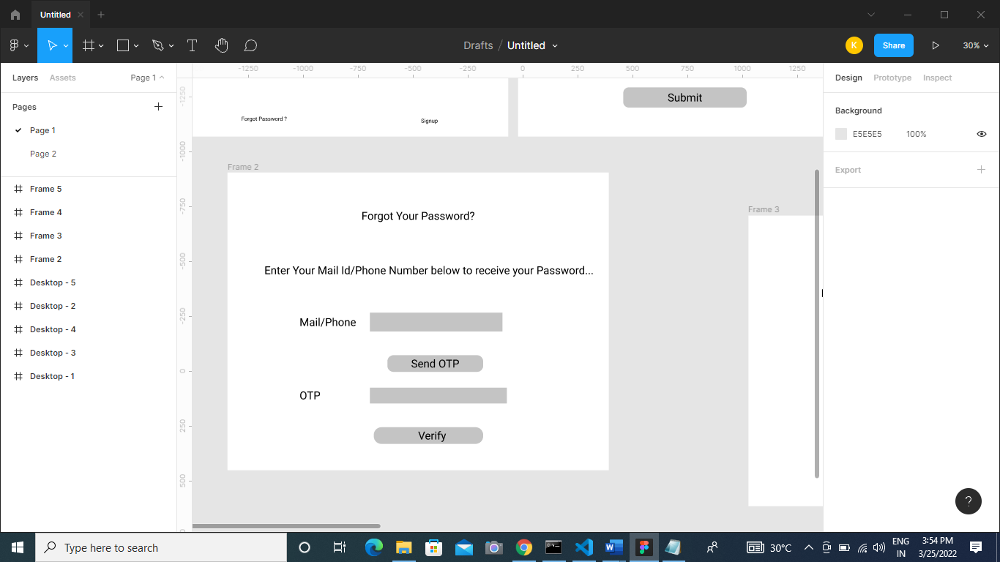 Untitled
Drafts / Untitled
K
Share
30%
Layers Assets Page 1
-1250 -1000 -750 -500 -250 0 250 500 750 1000 1250
Design Prototype Inspect
Pages
Page 1
Page 2
Frame 5
Frame 4
Frame 3
Frame 2
Desktop - 5
Desktop - 2
Desktop - 4
Desktop - 3
Desktop - 1
-1250
-1000
-750
-500
-250
0
250
500
Submit
Forgot Password ?
Signup
Frame 2
Forgot Your Password?
Enter Your Mail Id/Phone Number below to receive your Password...
Mail/Phone
Send OTP
OTP
Verify
Frame 3
Background
E5E5E5 100%
Export
?
Type here to search
30°C
ENG
IN
3:54 PM
3/25/2022